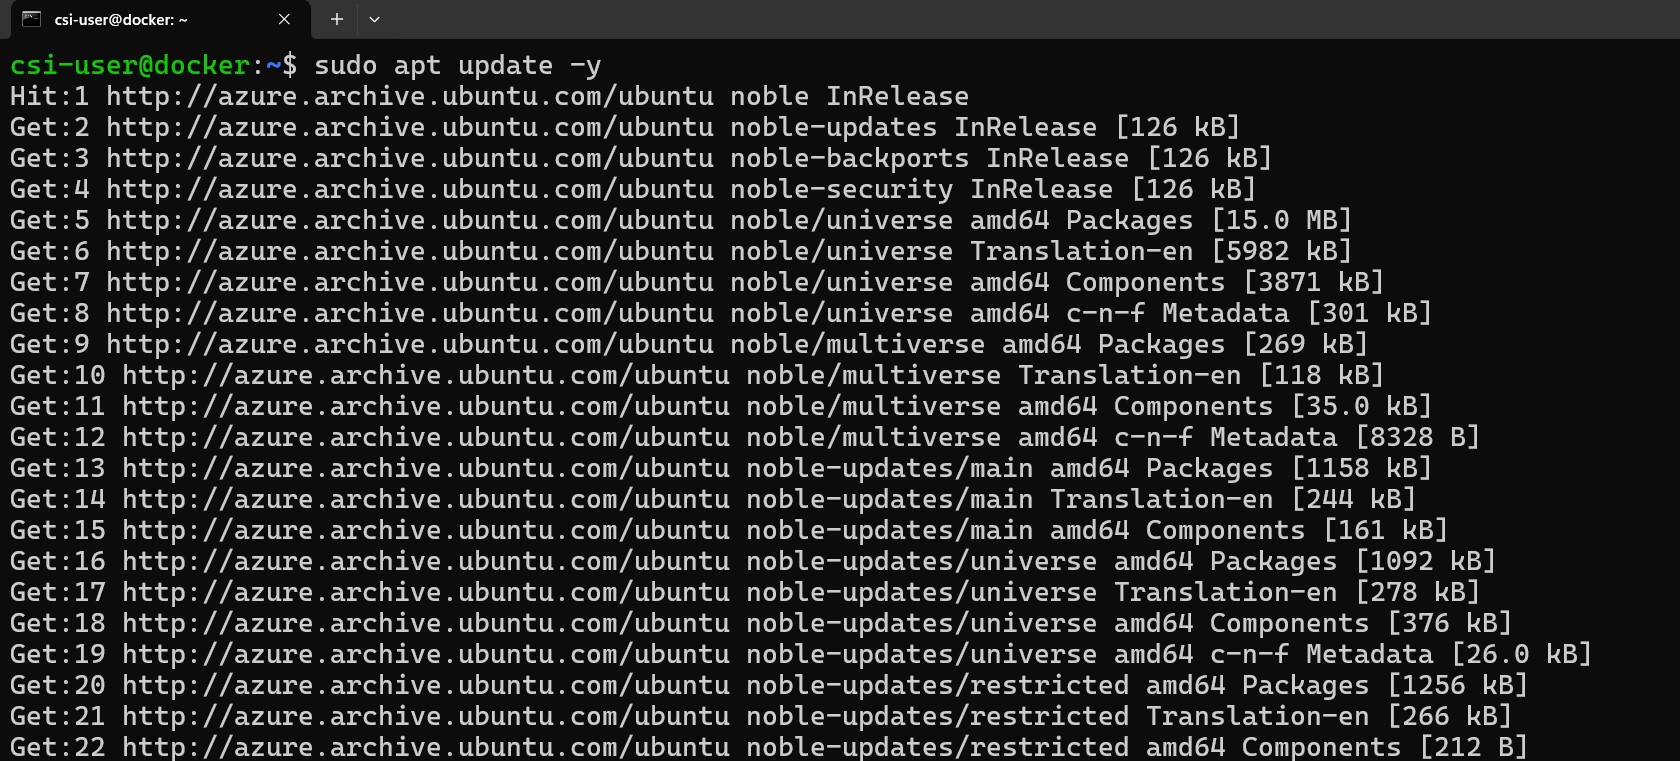 csi-user@docker: ~
csi-user@docker:~$ sudo apt update -y
Hit:1 http://azure.archive.ubuntu.com/ubuntu noble InRelease
Get:2 http://azure.archive.ubuntu.com/ubuntu noble-updates InRelease [126 kB]
Get:3 http://azure.archive.ubuntu.com/ubuntu noble-backports InRelease [126 kB]
Get:4 http://azure.archive.ubuntu.com/ubuntu noble-security InRelease [126 kB]
Get:5 http://azure.archive.ubuntu.com/ubuntu noble/universe amd64 Packages [15.0 MB]
Get:6 http://azure.archive.ubuntu.com/ubuntu noble/universe Translation-en [5982 kB]
Get:7 http://azure.archive.ubuntu.com/ubuntu noble/universe amd64 Components [3871 kB]
Get:8 http://azure.archive.ubuntu.com/ubuntu noble/universe amd64 c-n-f Metadata [301 kB]
Get:9 http://azure.archive.ubuntu.com/ubuntu noble/multiverse amd64 Packages [269 kB]
Get:10 http://azure.archive.ubuntu.com/ubuntu noble/multiverse Translation-en [118 kB]
Get:11 http://azure.archive.ubuntu.com/ubuntu noble/multiverse amd64 Components [35.0 kB]
Get:12 http://azure.archive.ubuntu.com/ubuntu noble/multiverse amd64 c-n-f Metadata [8328 B]
Get:13 http://azure.archive.ubuntu.com/ubuntu noble-updates/main amd64 Packages [1158 kB]
Get:14 http://azure.archive.ubuntu.com/ubuntu noble-updates/main Translation-en [244 kB]
Get:15 http://azure.archive.ubuntu.com/ubuntu noble-updates/main amd64 Components [161 kB]
Get:16 http://azure.archive.ubuntu.com/ubuntu noble-updates/universe amd64 Packages [1092 kB]
Get:17 http://azure.archive.ubuntu.com/ubuntu noble-updates/universe Translation-en [278 kB]
Get:18 http://azure.archive.ubuntu.com/ubuntu noble-updates/universe amd64 Components [376 kB]
Get:19 http://azure.archive.ubuntu.com/ubuntu noble-updates/universe amd64 c-n-f Metadata [26.0 kB]
Get:20 http://azure.archive.ubuntu.com/ubuntu noble-updates/restricted amd64 Packages [1256 kB]
Get:21 http://azure.archive.ubuntu.com/ubuntu noble-updates/restricted Translation-en [266 kB]
Get:22 http://azure.archive.ubuntu.com/ubuntu noble-updates/restricted amd64 Components [212 B]